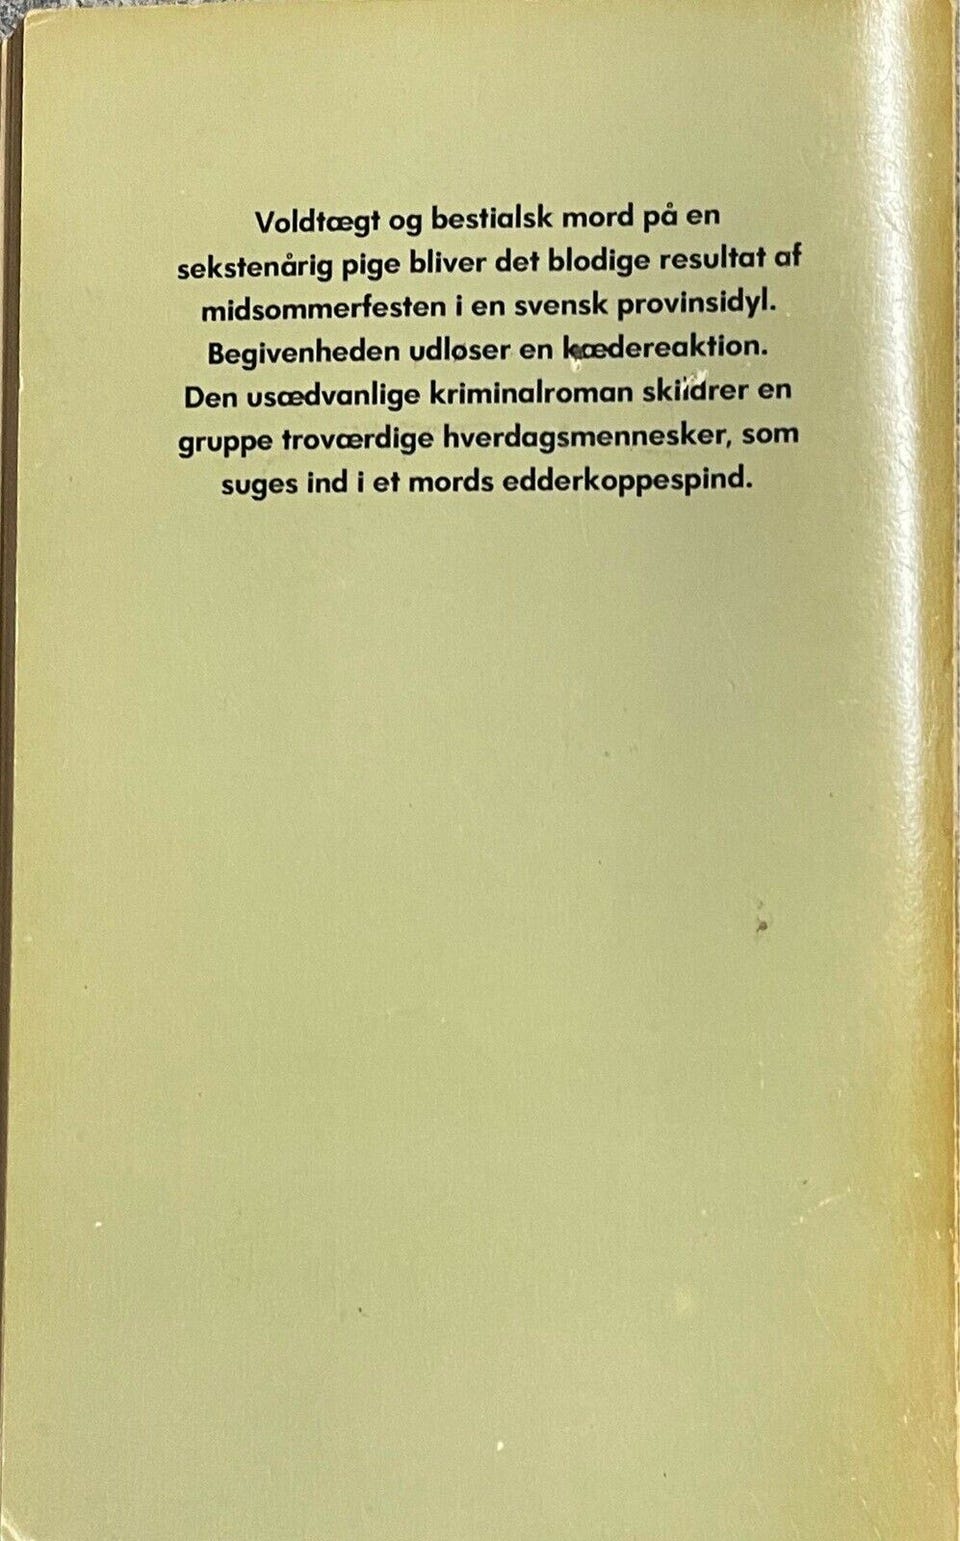 Voldtægt og bestialsk mord på en
sekstenårig pige bliver det blodige resultat af
midsommerfesten i en svensk provinsidyl.
Begivenheden udløser en kædereaktion.
Den usædvanlige kriminalroman skildrer en
gruppe troværdige hverdagsmennesker, som
suges ind i et mords edderkoppespind.